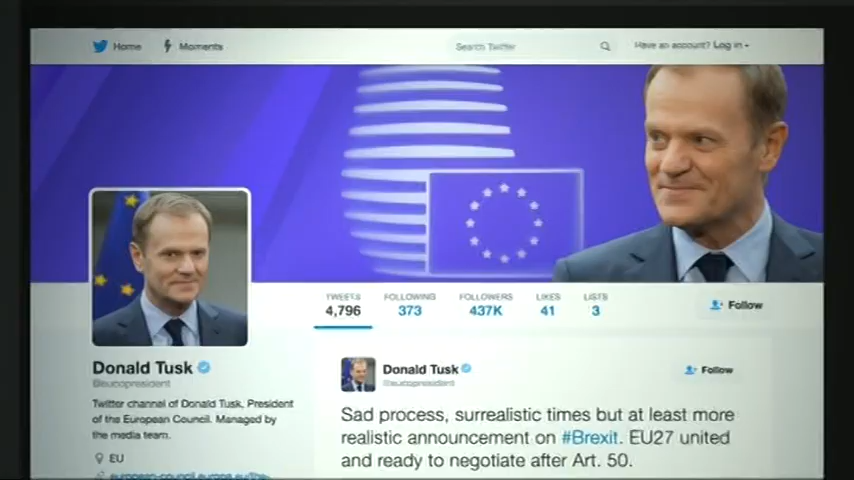 Home Moments Search Twitter Have an account? Log in
TWEETS FOLLOWING FOLLOWERS LIKES LISTS
4,796 373 437K 41 3
Follow
Donald Tusk
@eucopresident
Twitter channel of Donald Tusk, President
of the European Council. Managed by
the media team.
EU
european-council.europa.eu/the-
Donald Tusk
@eucopresident
Follow
Sad process, surrealistic times but at least more
realistic announcement on #Brexit. EU27 united
and ready to negotiate after Art. 50.